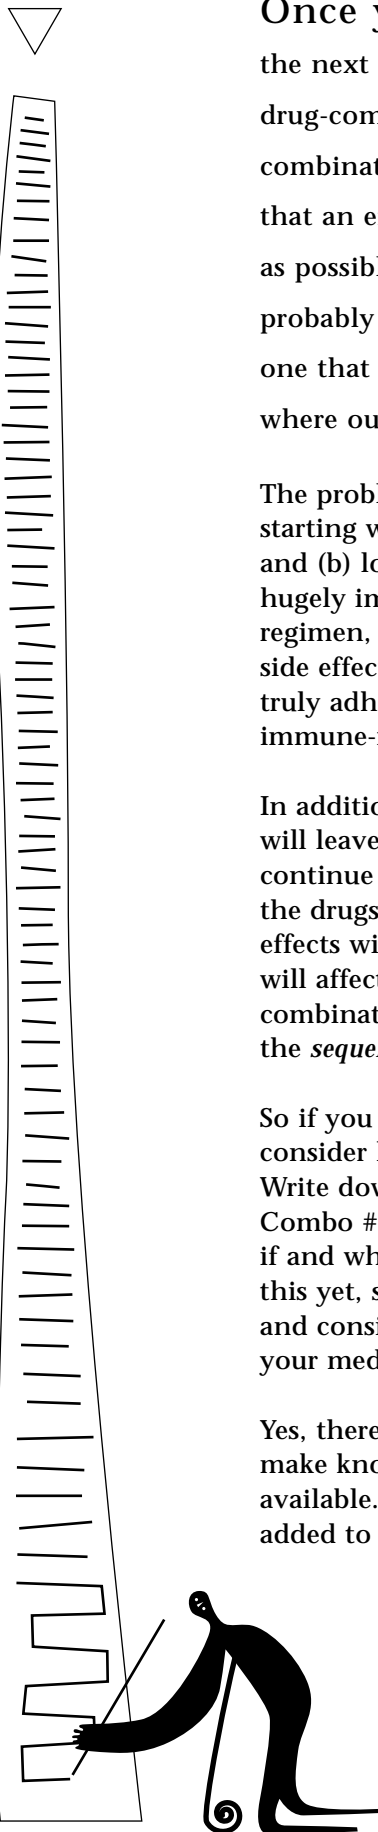 Once y
the next
drug-com
combinat
that an e
as possibl
probably
one that
where ou
The probl
starting w
and (b) lo
hugely im
regimen,
side effec
truly adh
immune-
In additio
will leave
continue
the drugs
effects wi
will affect
combinat
the seque
So if you
consider
Write dov
Combo #
if and wh
this yet, s
and consi
your med
Yes, there
make kno
available.
added to